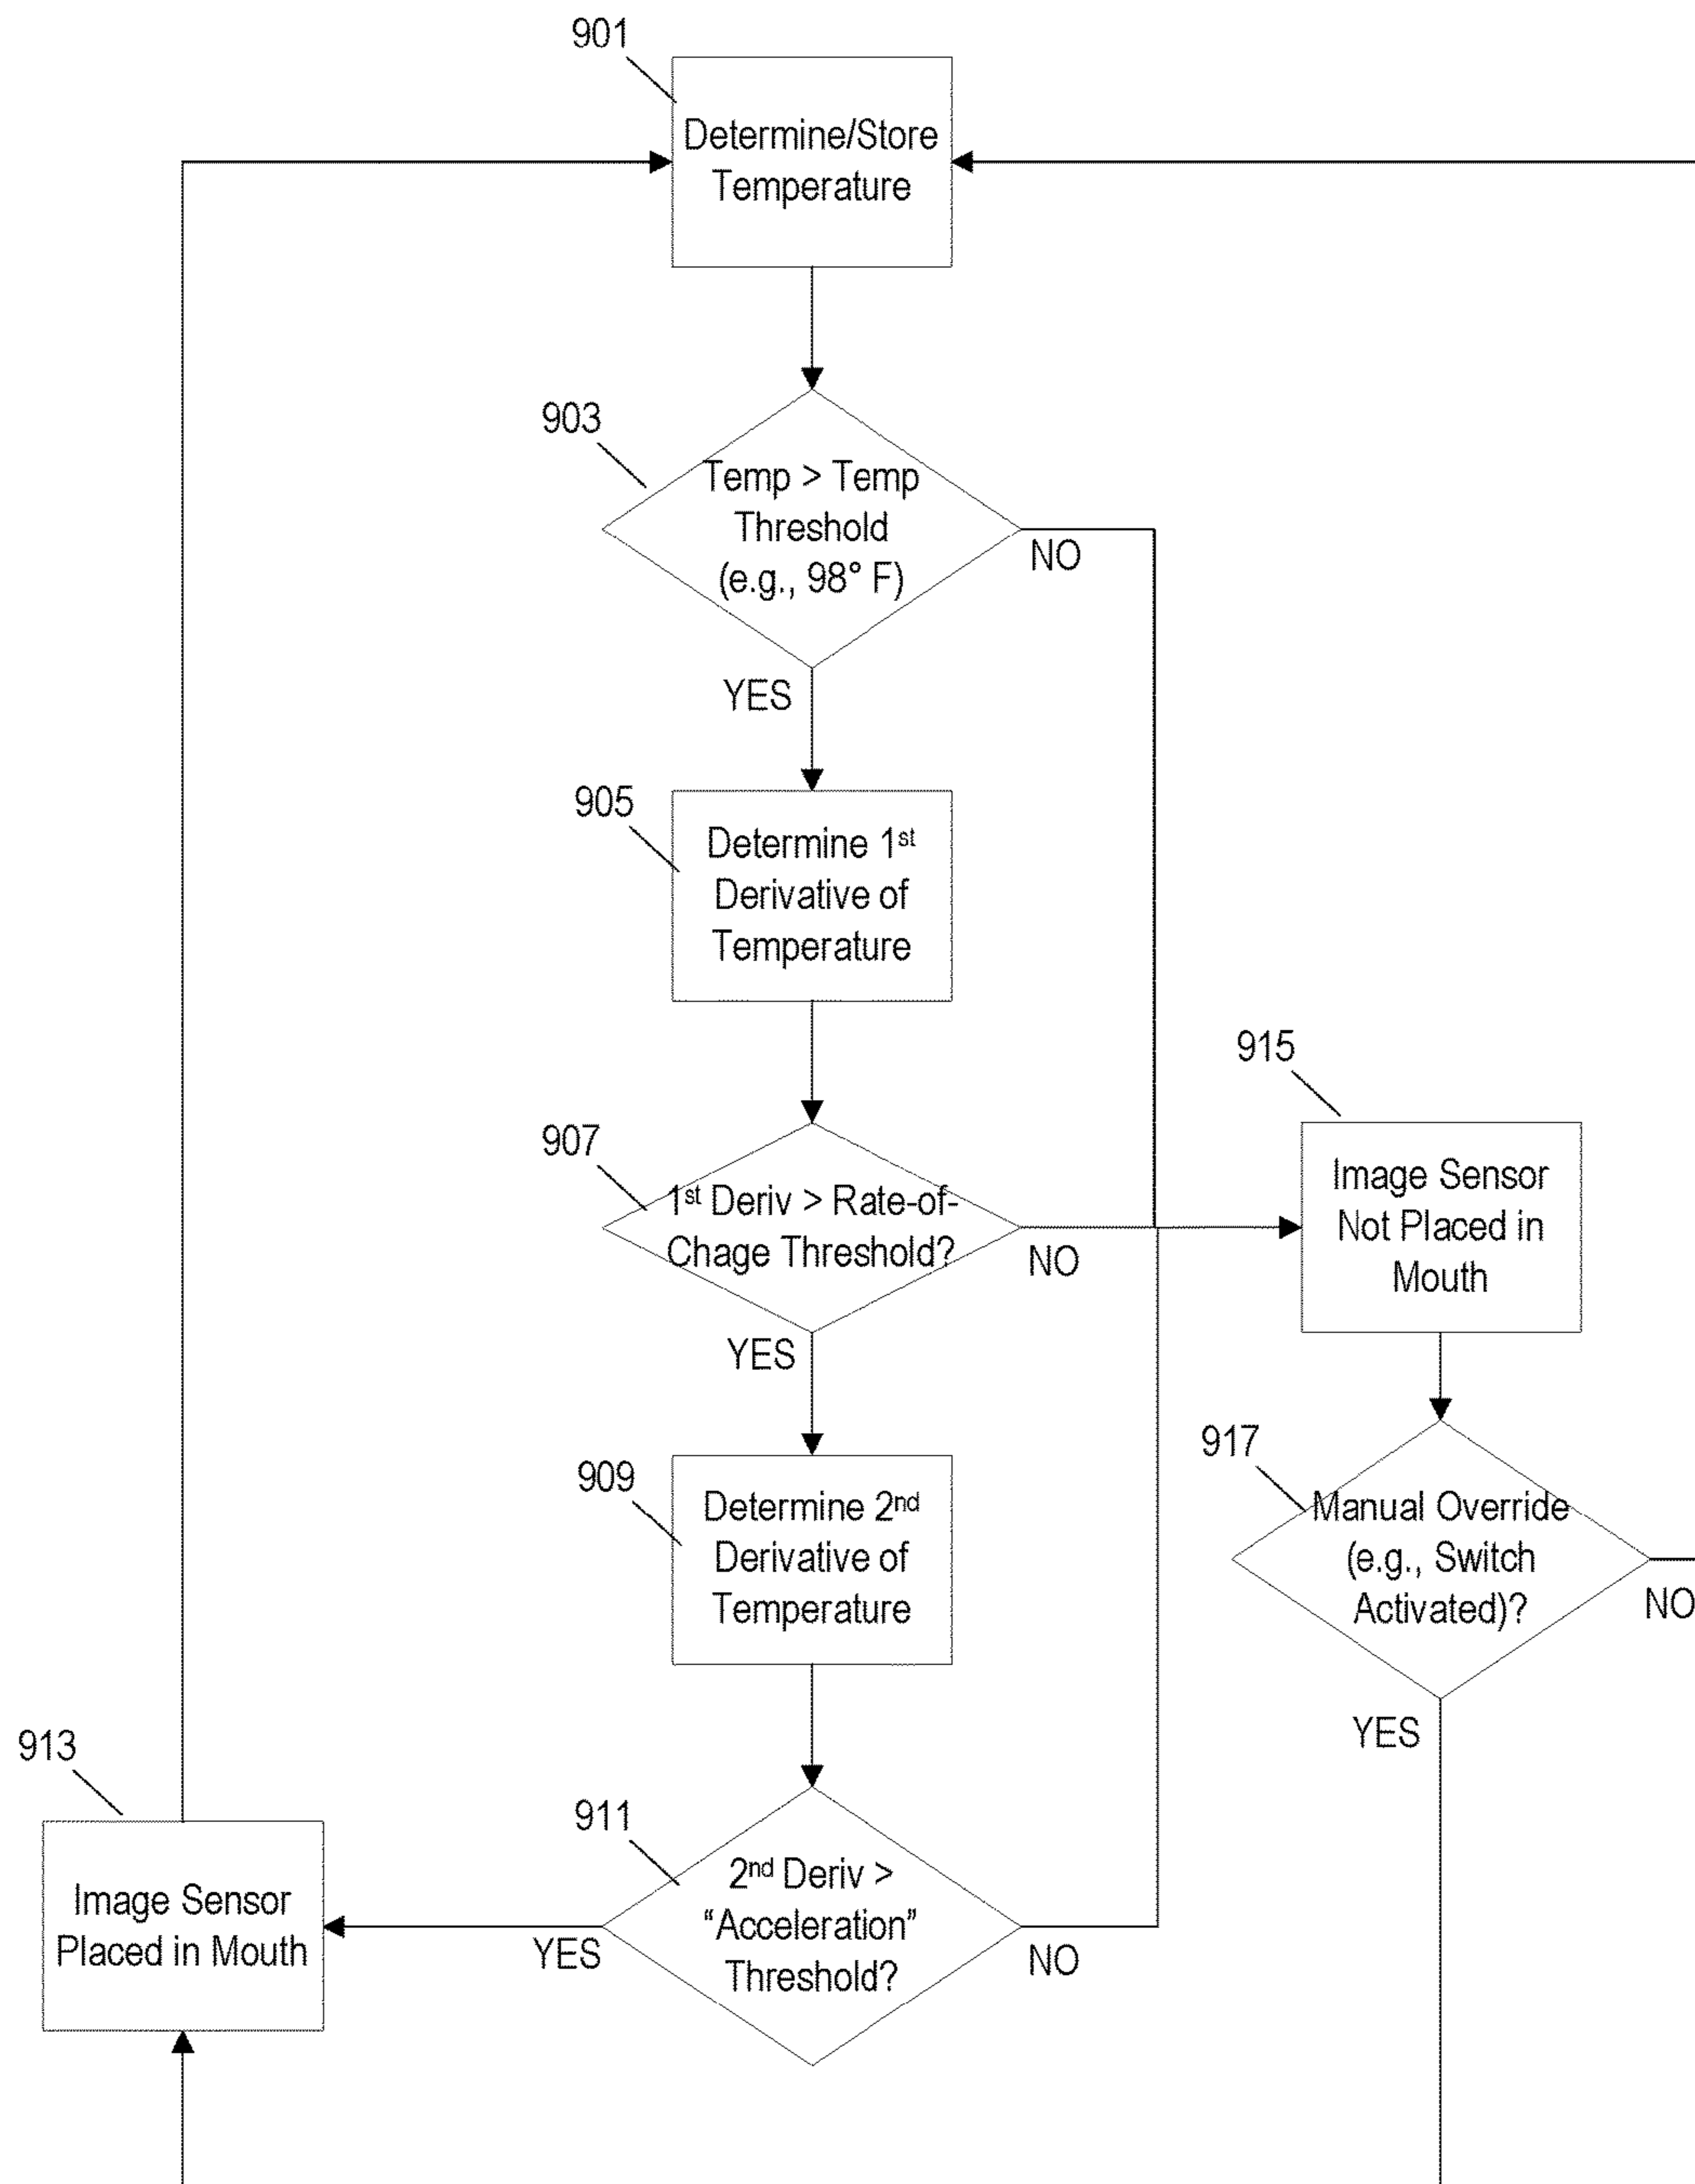 901
Determine/Store
Temperature
903
Temp > Temp
Threshold
(e.g., 98° F)
NO
YES
905
Determine 1st
Derivative of
Temperature
907
1st Deriv > Rate-of-
Chage Threshold?
NO
YES
915
Image Sensor
Not Placed in
Mouth
917
Manual Override
(e.g., Switch
Activated)?
NO
YES
909
Determine 2nd
Derivative of
Temperature
911
2nd Deriv >
“Acceleration”
Threshold?
YES
NO
913
Image Sensor
Placed in Mouth